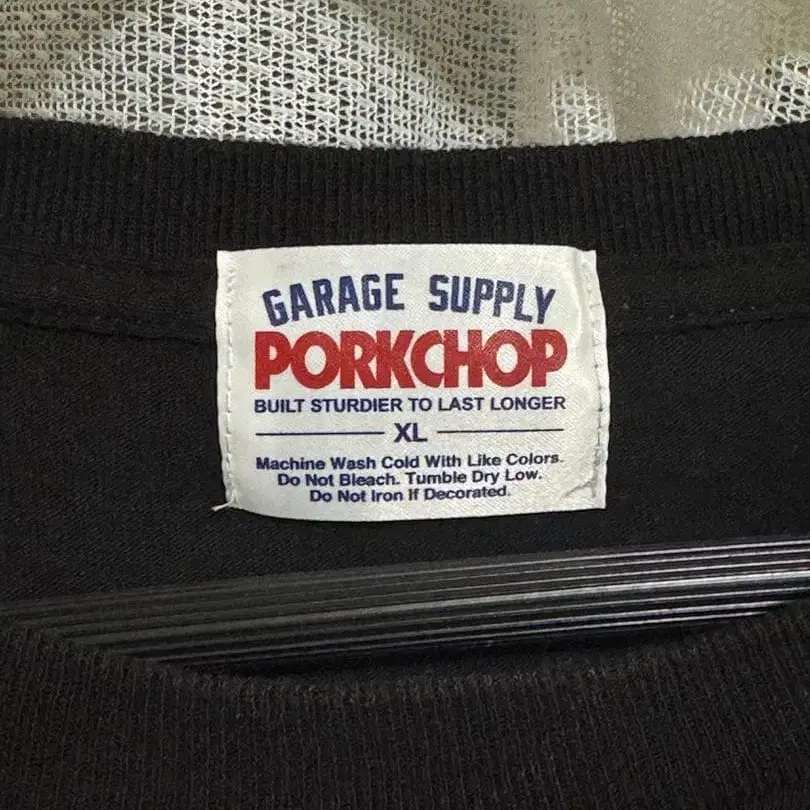 GARAGE SUPPLY
PORKCHOP
BUILT STURDIER TO LAST LONGER
XL
Machine Wash Cold With Like Colors.
Do Not Bleach. Tumble Dry Low.
Do Not Iron If Decorated.